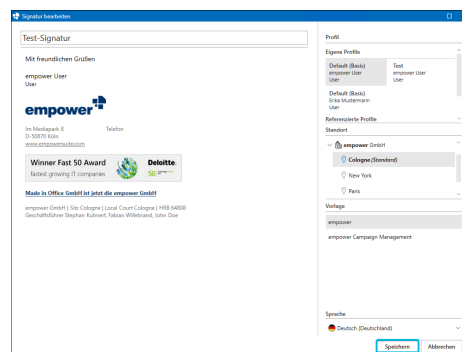 Signatur bearbeiten
Test-Signatur
Mit freundlichen Grüßen
empower User
User
empower
Im Mediapark 8 Telefon
D-50670 Köln
www.empowersuite.com
Winner Fast 50 Award
fastest growing IT companies
Deloitte.
50
Made in Office GmbH ist jetzt die empower GmbH
empower GmbH | Sitz Cologne | Local Court Cologne | HRB 64808
Geschäftsführer Stephan Kuhnert, Fabian Willebrand, John Doe
Profil
Eigene Profile
Default (Basis)
empower User
User
Test
empower User
User
Default (Basis)
Erika Mustermann
User
Referenzierte Profile
Standort
empower GmbH
Cologne (Standard)
New York
Paris
Vorlage
empower
empower Campaign Management
Sprache
Deutsch (Deutschland)
Speichern Abbrechen